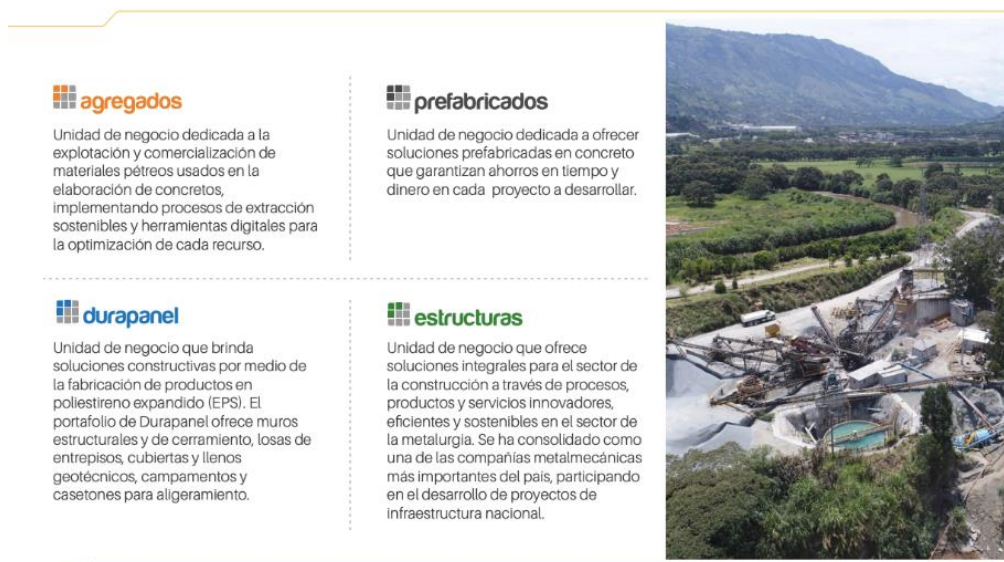 agregados
Unidad de negocio dedicada a la
explotación y comercialización de
materiales pétreos usados en la
elaboración de concretos,
implementando procesos de extracción
sostenibles y herramientas digitales para
la optimización de cada recurso.
prefabricados
Unidad de negocio dedicada a ofrecer
soluciones prefabricadas en concreto
que garantizan ahorros en tiempo y
dinero en cada proyecto a desarrollar.
durapanel
Unidad de negocio que brinda
soluciones constructivas por medio de
la fabricación de productos en
poliestireno expandido (EPS). El
portafolio de Durapanel ofrece muros
estructurales y de cerramiento, losas de
entrepisos, cubiertas y llenos
geotécnicos, campamentos y
casetones para aligeramiento.
estructuras
Unidad de negocio que ofrece
soluciones integrales para el sector de
la construcción a través de procesos,
productos y servicios innovadores,
eficientes y sostenibles en el sector de
la metalurgia. Se ha consolidado como
una de las compañías metalmecánicas
más importantes del país, participando
en el desarrollo de proyectos de
infraestructura nacional.